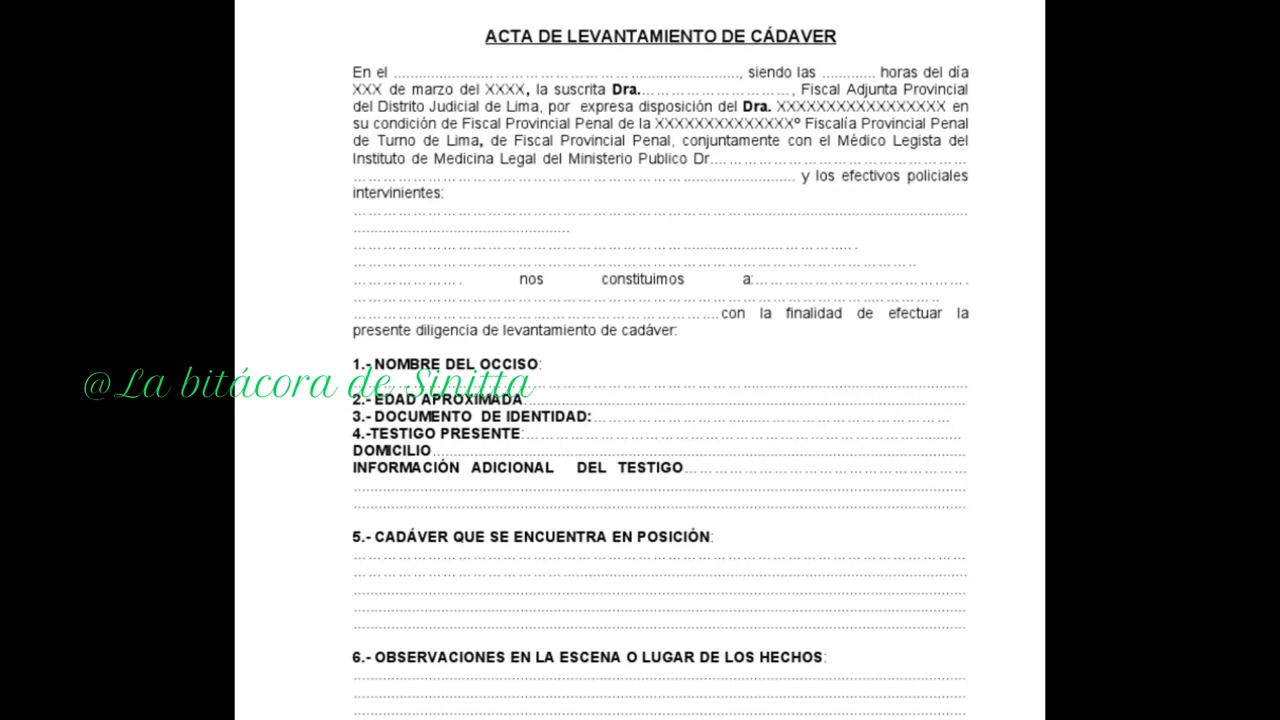 ACTA DE LEVANTAMIENTO DE CÁDAVER
En el ............................................................, siendo las ............. horas del día
XXX de marzo del XXXX, la suscrita Dra.............................., Fiscal Adjunta Provincial
del Distrito Judicial de Lima, por expresa disposición del Dra. XXXXXXXXXXXXXXXXX en
su condición de Fiscal Provincial Penal de la XXXXXXXXXXXXXXº Fiscalía Provincial Penal
de Turno de Lima, de Fiscal Provincial Penal, conjuntamente con el Médico Legista del
Instituto de Medicina Legal del Ministerio Publico Dr..............................................
................................................................................ y los efectivos policiales
intervinientes:
nos constituimos a:..............................
..........................................................con la finalidad de efectuar la
presente diligencia de levantamiento de cadáver:
1.- NOMBRE DEL OCCISO:
@La bitácora de Sinitta
2.- EDAD APROXIMADA:..............................
3.- DOCUMENTO DE IDENTIDAD:..............................
4.-TESTIGO PRESENTE:..............................
DOMICILIO..............................
INFORMACIÓN ADICIONAL DEL TESTIGO..............................
5.- CADÁVER QUE SE ENCUENTRA EN POSICIÓN:
6.- OBSERVACIONES EN LA ESCENA O LUGAR DE LOS HECHOS: